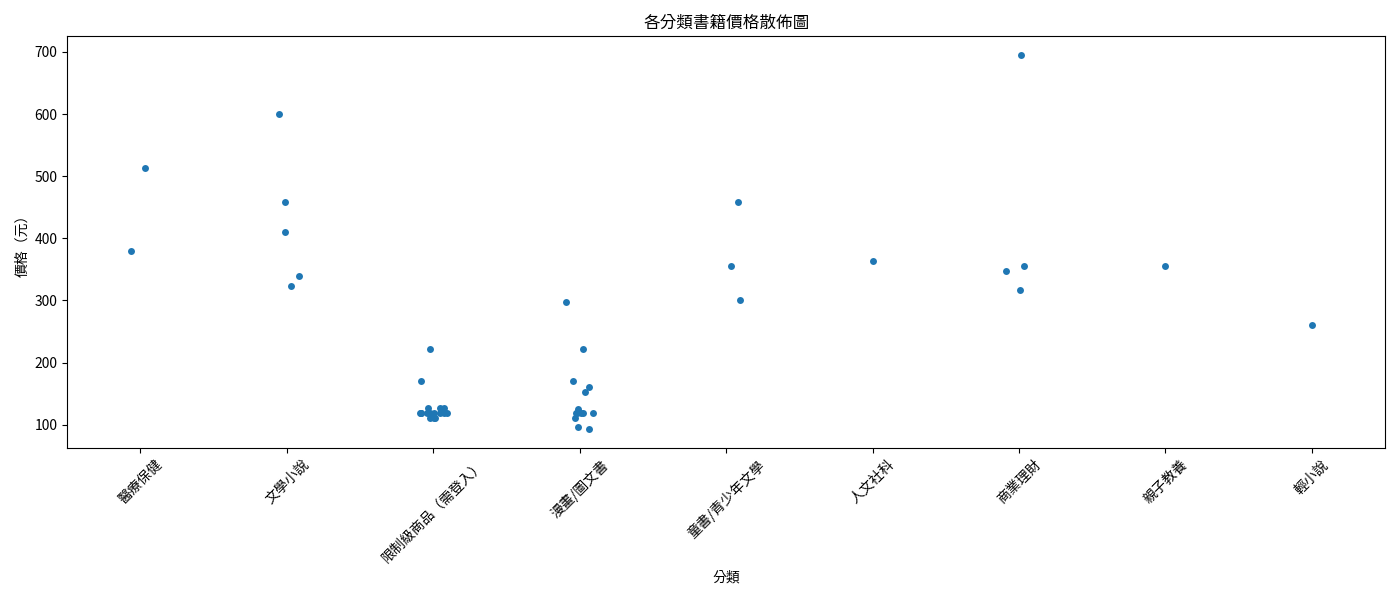 各分類書籍價格散佈圖
價格（元）
700
600
500
400
300
200
100
醫療保健
文學小說
限制級商品（需登入）
漫畫/圖文書
童書/青少年文學
人文社科
商業理財
親子教養
輕小說
分類